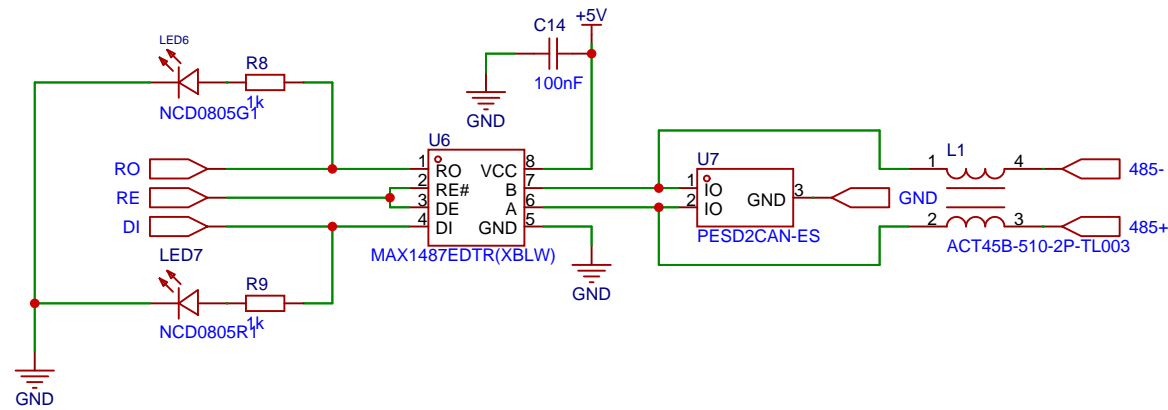 +5V
C14
LED6
R8
1k
NCD0805G1
100nF
GND
U6
RO
1
RO
VCC
8
RE
2
RE#
B
7
3
DE
A
6
DI
4
DI
GND
5
MAX1487EDTR(XBLW)
GND
U7
1
IO
2
IO
GND
3
GND
PESD2CAN-ES
L1
1
4
485-
2
3
485+
ACT45B-510-2P-TL003
LED7
R9
1k
NCD0805R1
GND